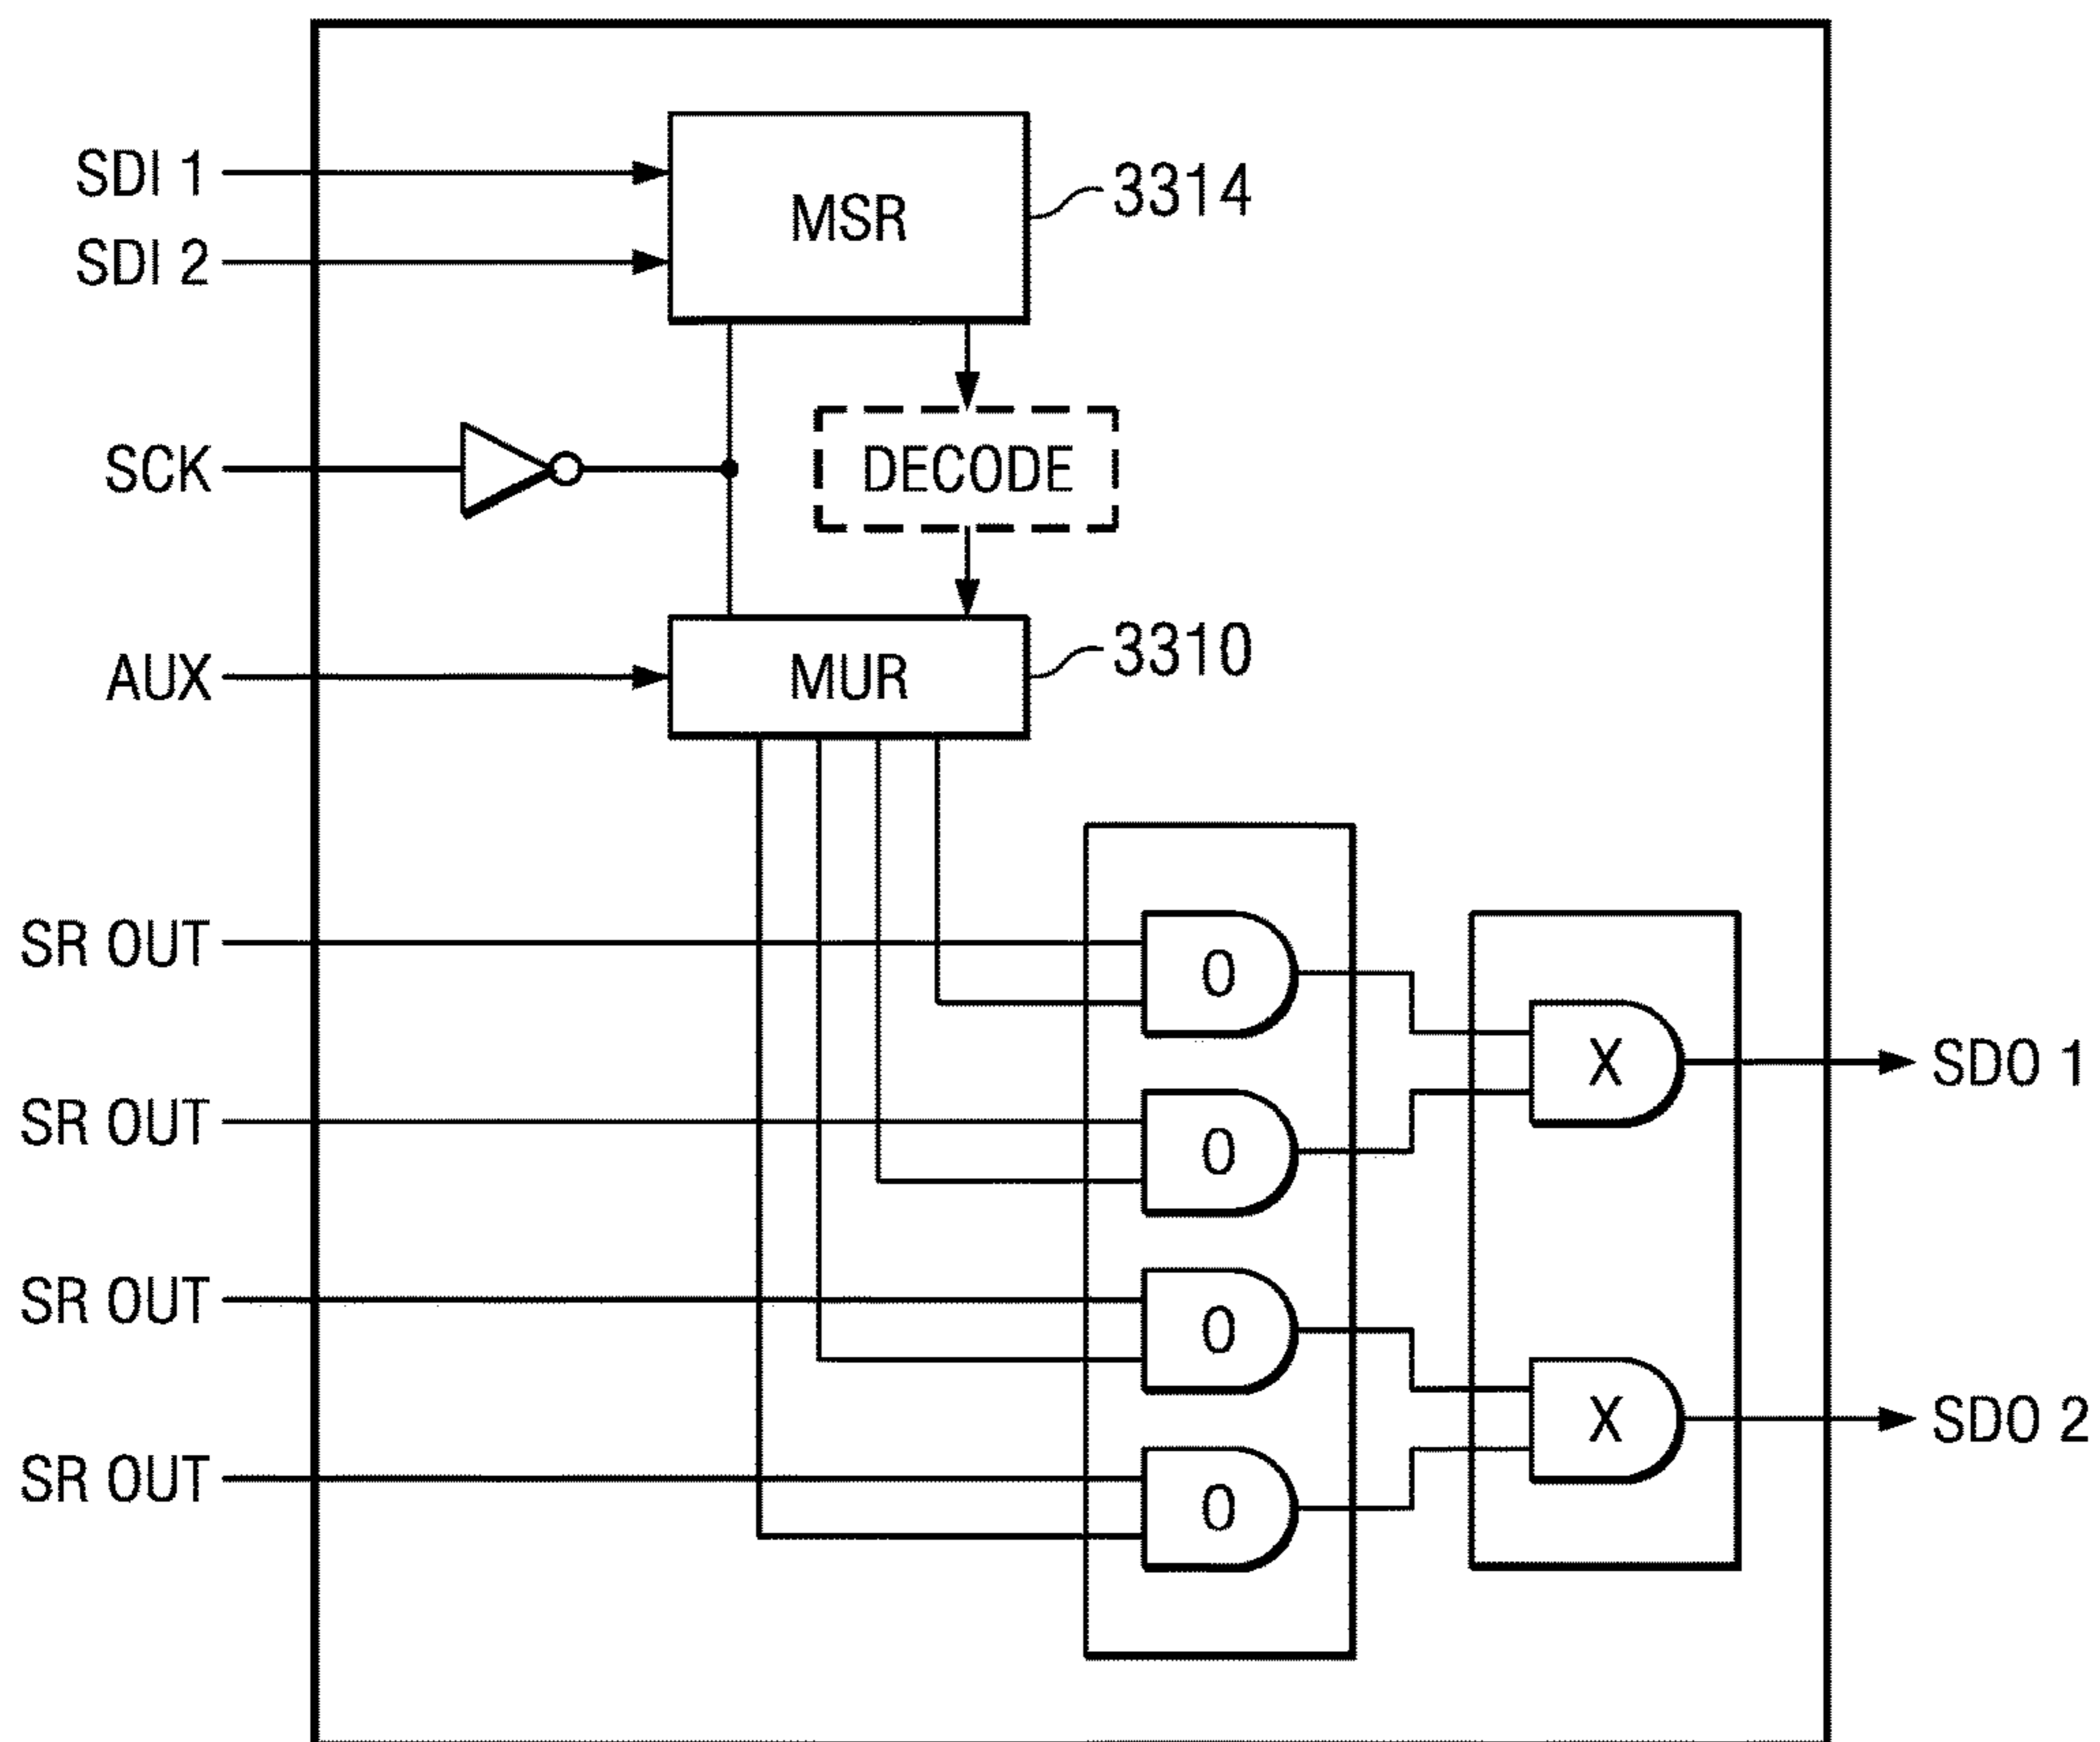 SDI 1
MSR
3314
SDI 2
SCK
DECODE
AUX
MUR
3310
SR OUT
O
X
SDO 1
SR OUT
O
SR OUT
O
X
SDO 2
SR OUT
O